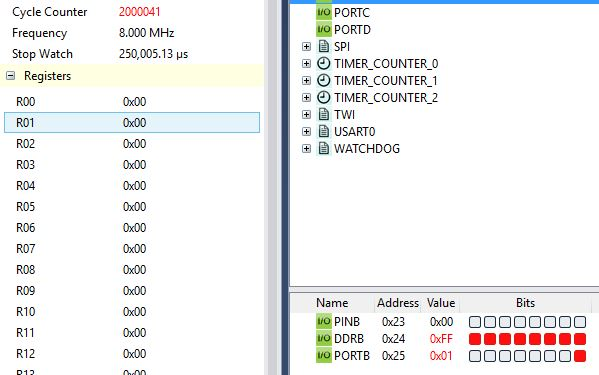 Cycle Counter 2000041
Frequency 8.000 MHz
Stop Watch 250,005.13 µs
Registers
R00 0x00
R01 0x00
R02 0x00
R03 0x00
R04 0x00
R05 0x00
R06 0x00
R07 0x00
R08 0x00
R09 0x00
R10 0x00
R11 0x00
R12 0x00
R13 0x00
I/O PORTC
I/O PORTD
SPI
TIMER_COUNTER_0
TIMER_COUNTER_1
TIMER_COUNTER_2
TWI
USART0
WATCHDOG
Name Address Value Bits
I/O PINB 0x23 0x00
I/O DDRB 0x24 0xFF
I/O PORTB 0x25 0x01